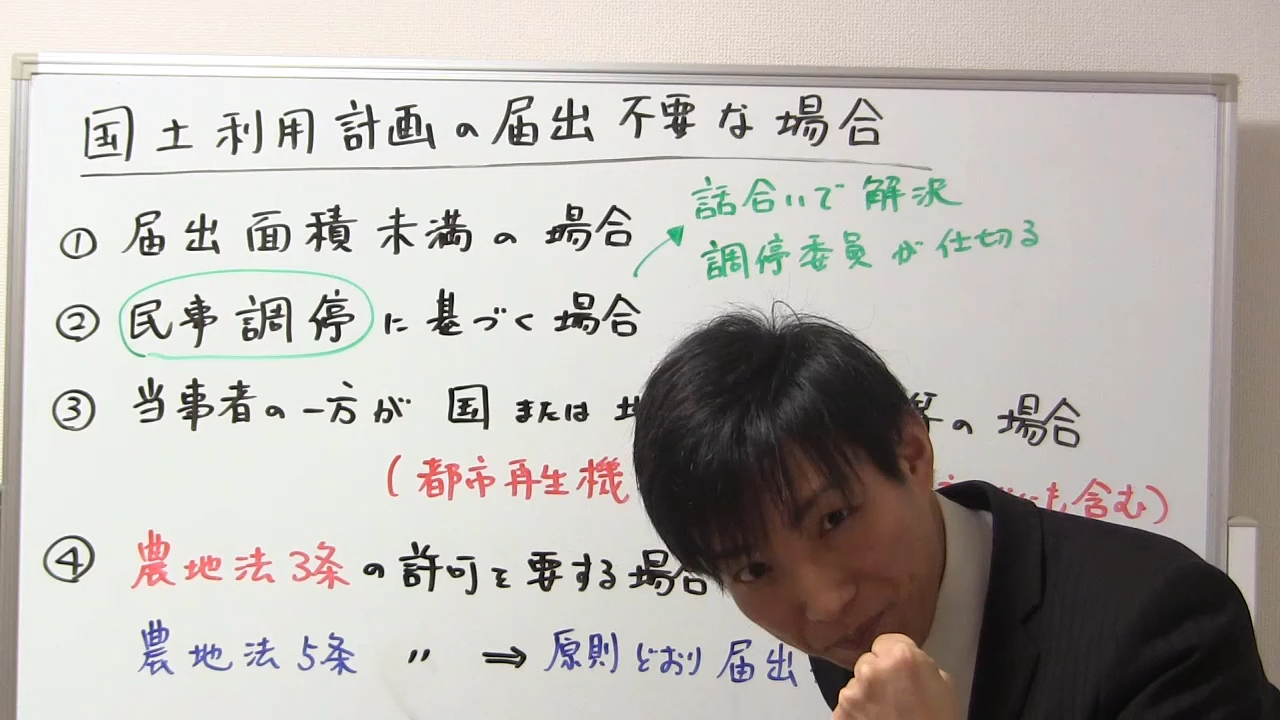 国土利用計画の届出不要な場合
① 届出面積未満の場合
話合いで解決
調停委員が仕切る
② 民事調停に基づく場合
③ 当事者の一方が国または 等の場合
(都市再生機 も含む)
④ 農地法3条の許可を要する場合
農地法5条 〃 ⇒ 原則どおり届出